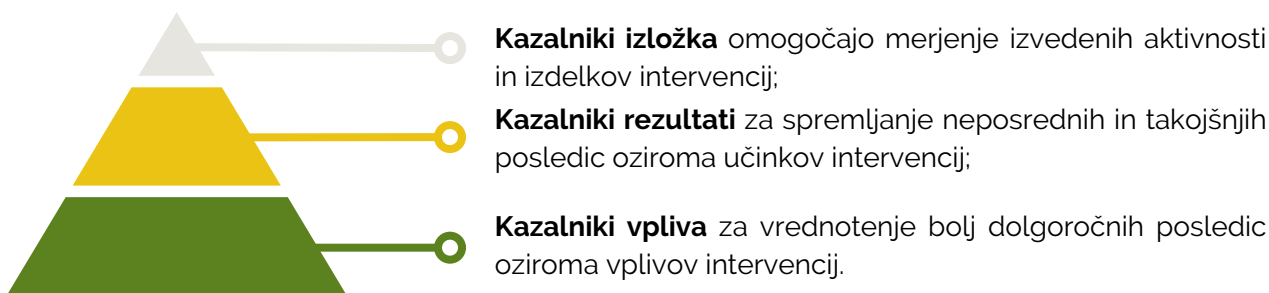 Kazalniki izložka omogočajo merjenje izvedenih aktivnosti
in izdelkov intervencij;
Kazalniki rezultati za spremljanje neposrednih in takojšnjih
posledic oziroma učinkov intervencij;
Kazalniki vpliva za vrednotenje bolj dolgoročnih posledic
oziroma vplivov intervencij.